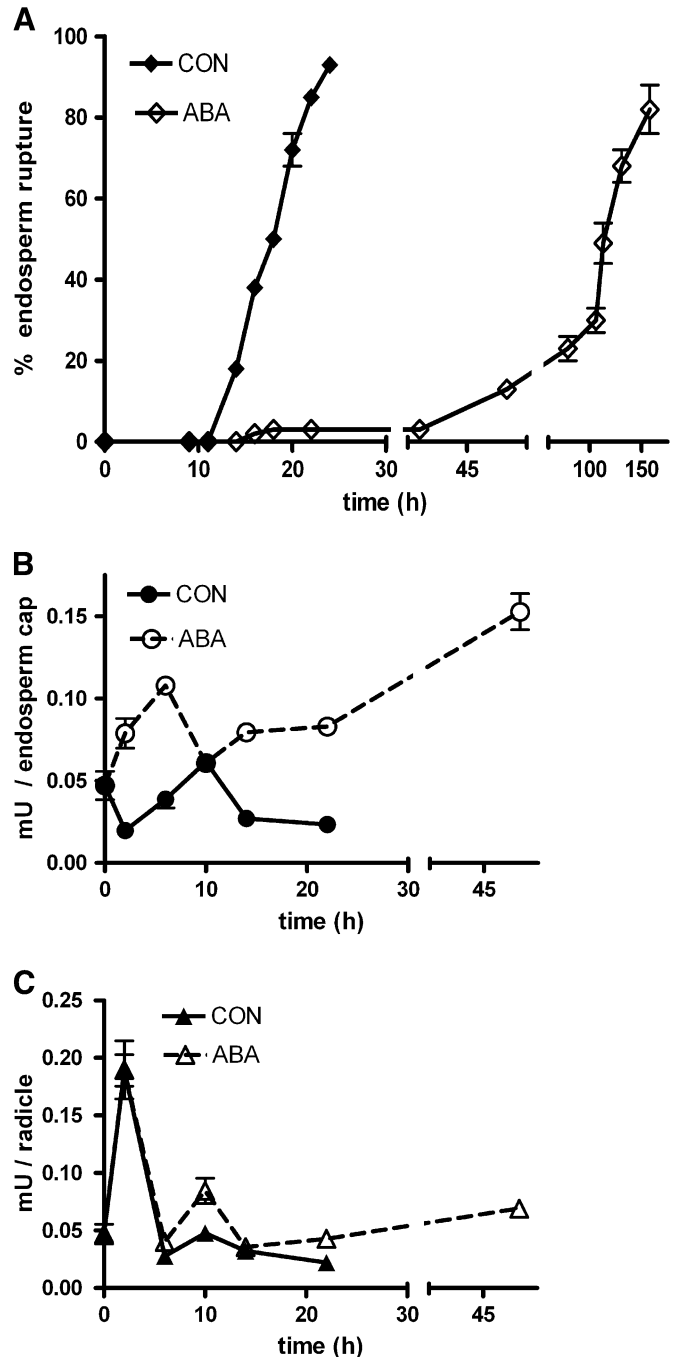 A
% endosperm rupture
100
80
60
40
20
0
CON
ABA
0 10 20 30 45 100 150
time (h)
B
mU / endosperm cap
0.15
0.10
0.05
0.00
CON
ABA
0 10 20 30 45
time (h)
C
mU / radicle
0.25
0.20
0.15
0.10
0.05
0.00
CON
ABA
0 10 20 30 45
time (h)